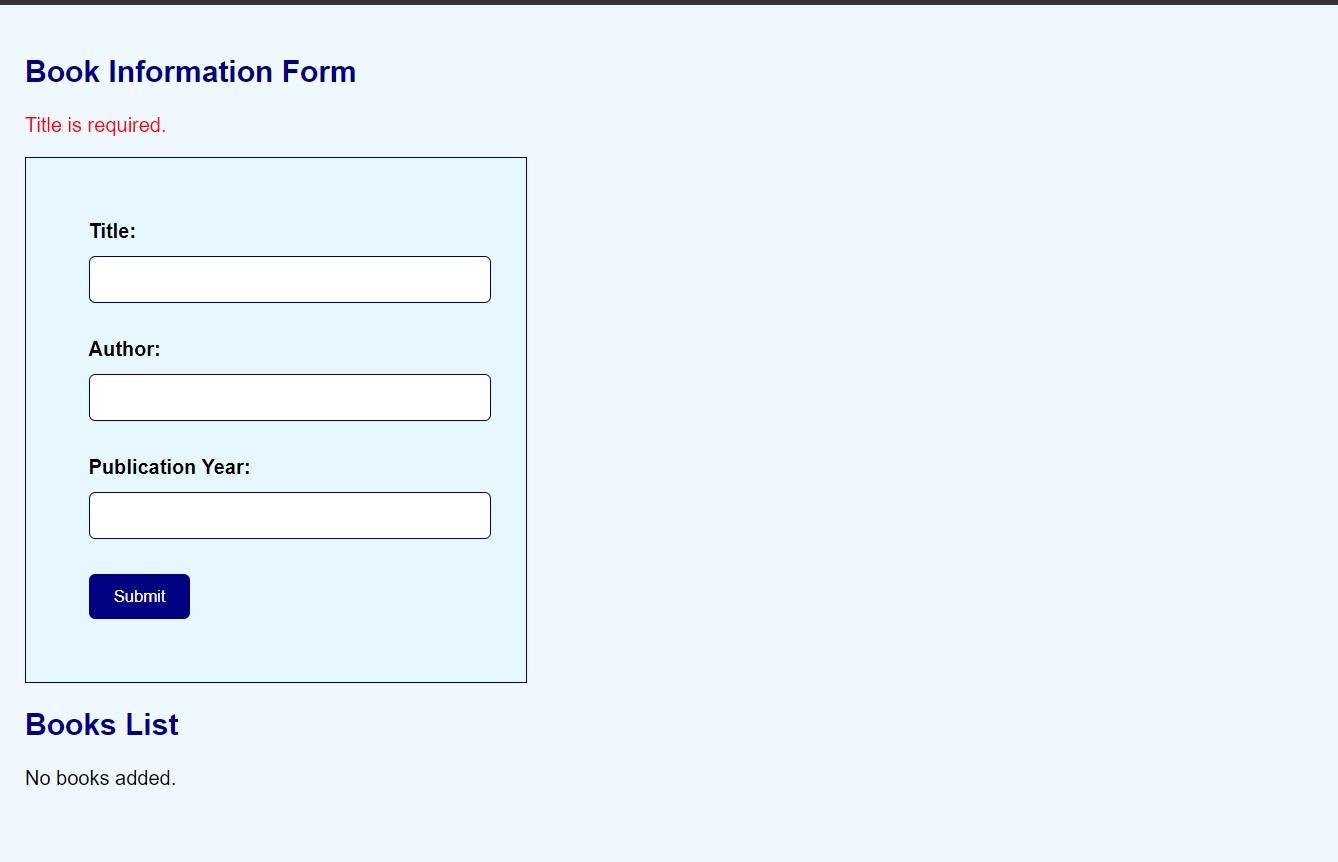 Book Information Form
Title is required.
Title:
Author:
Publication Year:
Submit
Books List
No books added.